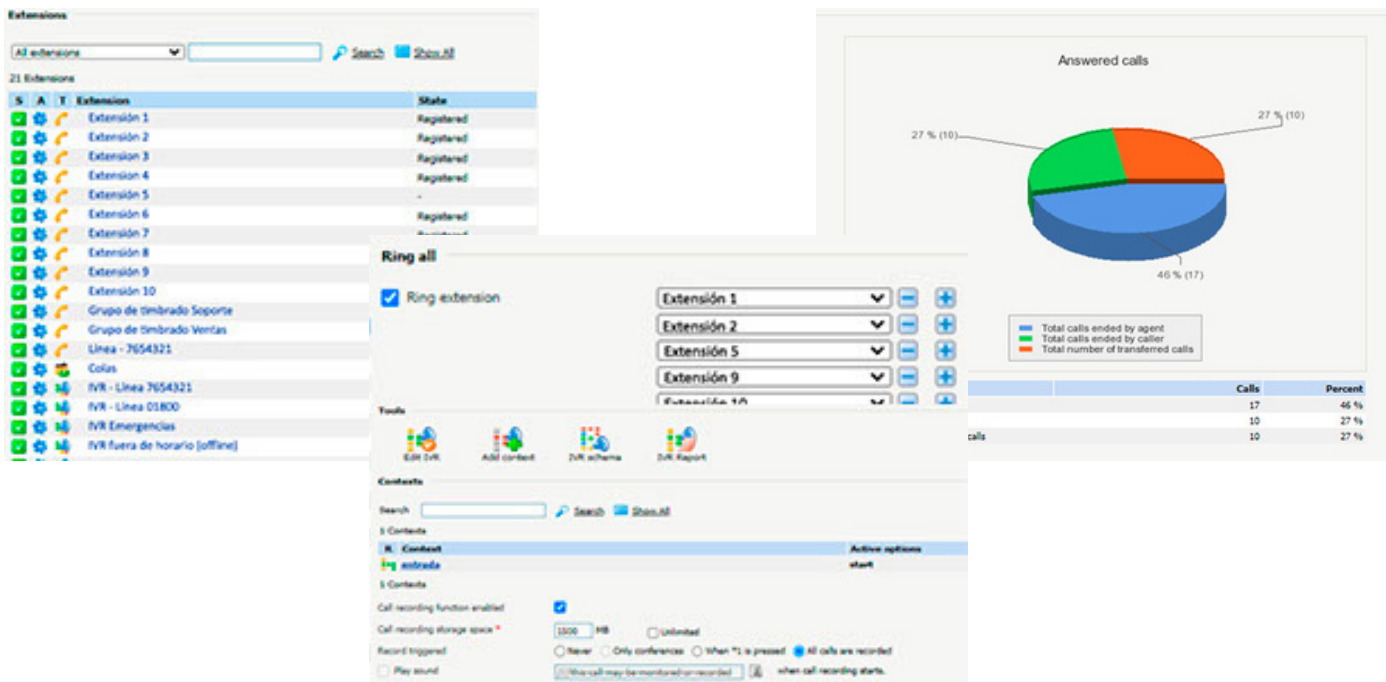 Extensions
All extensions Search Show All
21 Extensions
S A T Extension State
Extensión 1 Registered
Extensión 2 Registered
Extension 3 Registered
Extension 4 Registered
Extensión 5 -
Extensión 6 Registered
Extensión 7 Registered
Extensión 8
Extensión 9
Extensión 10
Grupo de timbrado Soporte
Grupo de timbrado Ventas
Línea - 7654321
Colas
IVR - Línea 7654321
IVR - Línea 01800
IVR Emergencias
IVR fuera de horario [offline]
Ring all
Ring extension
Extensión 1
Extensión 2
Extensión 5
Extensión 9
Extensión 10
Tools
Edit IVR Add context IVR schema IVR Report
Contexts
Search Search Show All
1 Contexts
R Context Active options
entrada start
1 Contexts
Call recording function enabled
Call recording storage space * 1500 MB Unlimited
Record triggered Never Only conferences When *1 is pressed All calls are recorded
Play sound this call may be monitored or recorded when call recording starts.
Answered calls
27 % (10)
27 % (10)
46 % (17)
Total calls ended by agent
Total calls ended by caller
Total number of transferred calls
Calls Percent
17 46 %
10 27 %
calls 10 27 %